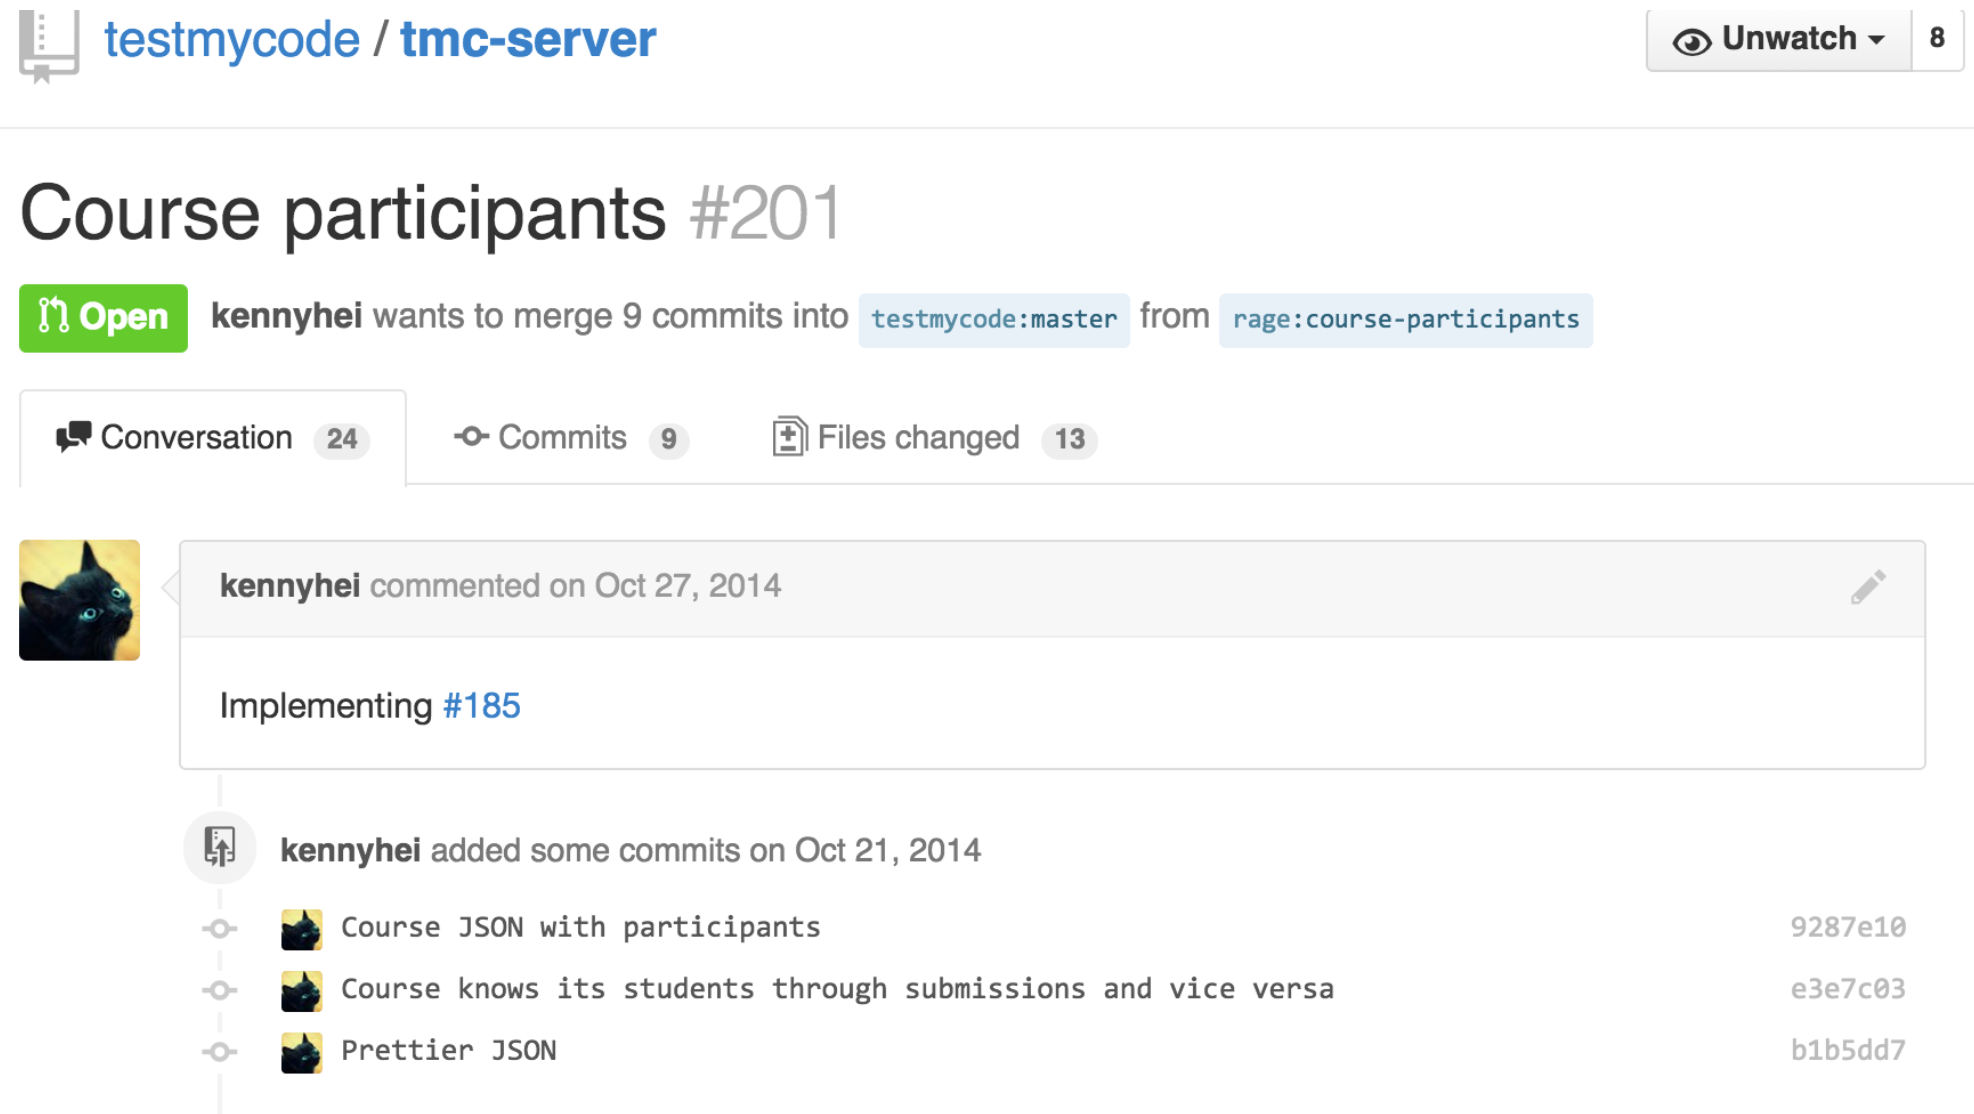 testmycode / tmc-server
Unwatch 8
Course participants #201
Open kennyhei wants to merge 9 commits into testmycode:master from rage:course-participants
Conversation 24 Commits 9 Files changed 13
kennyhei commented on Oct 27, 2014
Implementing #185
kennyhei added some commits on Oct 21, 2014
Course JSON with participants 9287e10
Course knows its students through submissions and vice versa e3e7c03
Prettier JSON b1b5dd7